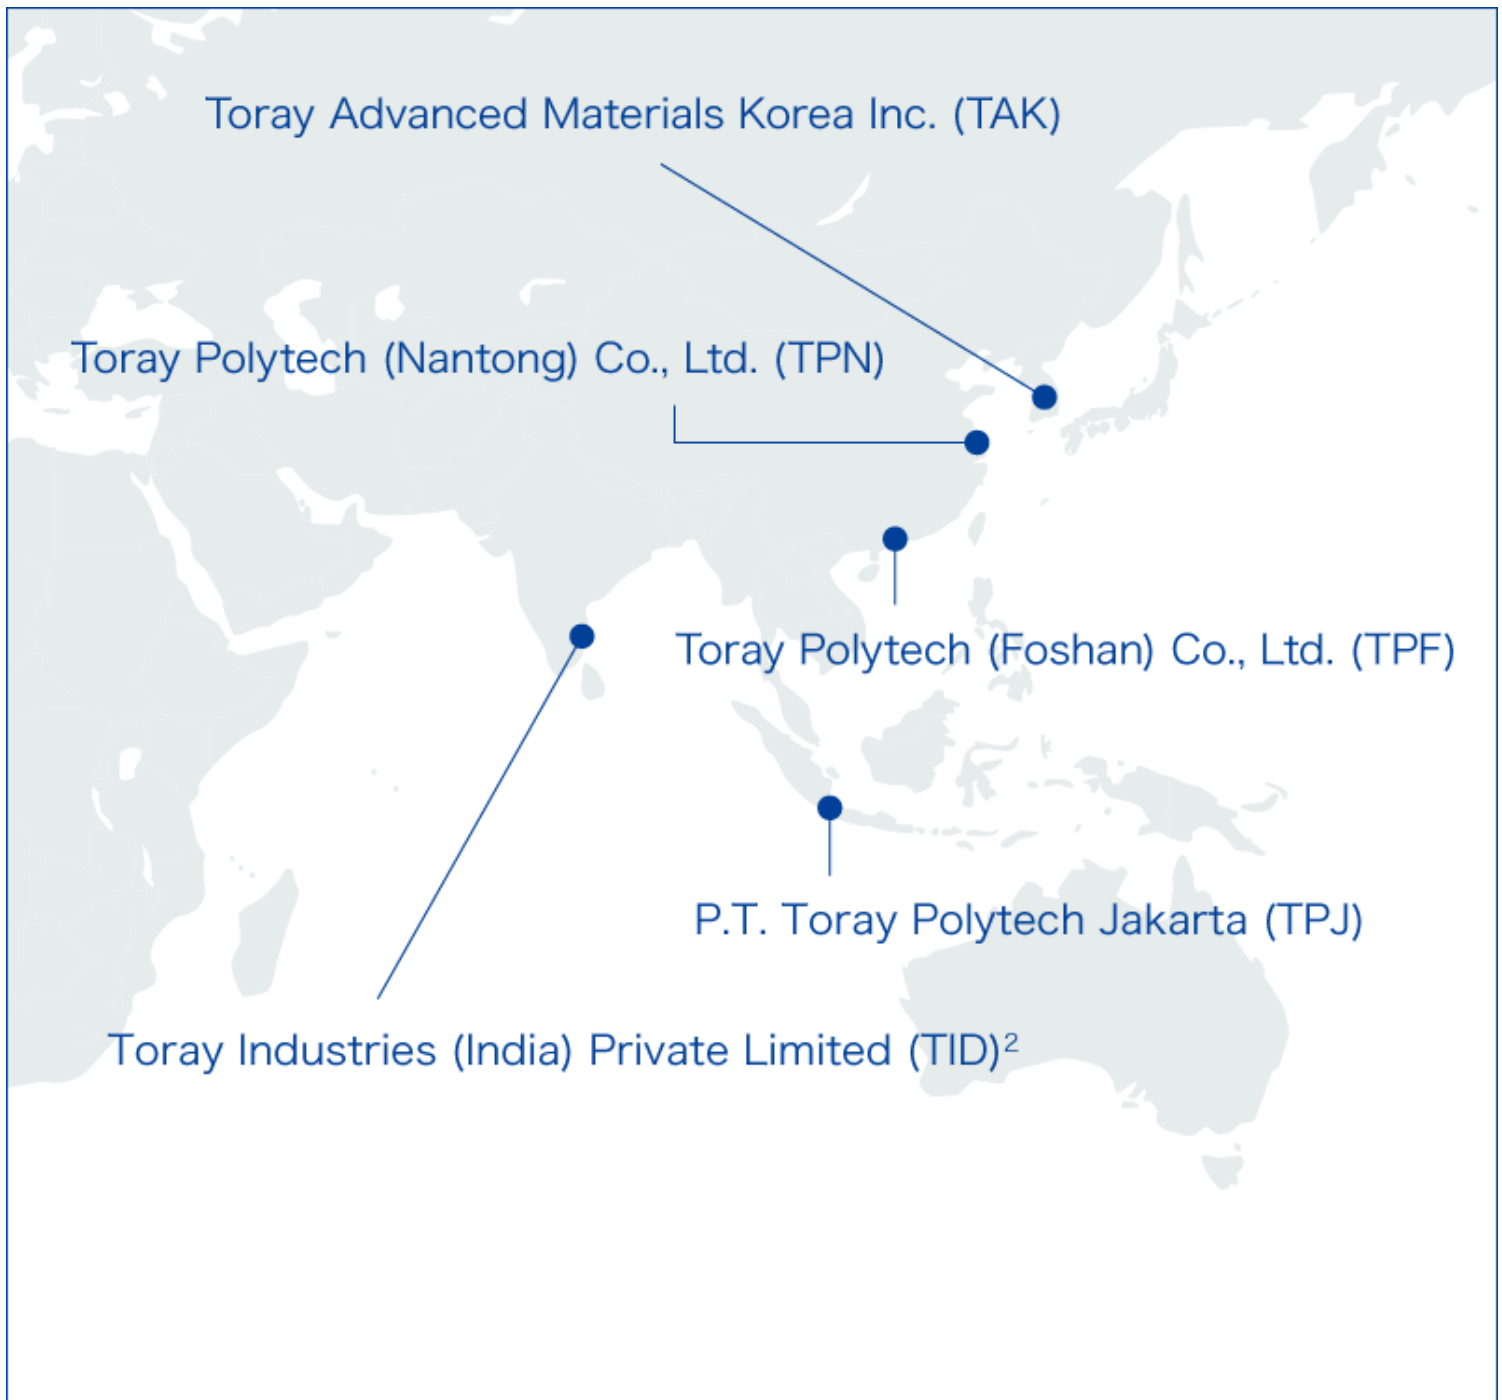 Toray Advanced Materials Korea Inc. (TAK)
Toray Polytech (Nantong) Co., Ltd. (TPN)
Toray Polytech (Foshan) Co., Ltd. (TPF)
P.T. Toray Polytech Jakarta (TPJ)
Toray Industries (India) Private Limited (TID)²